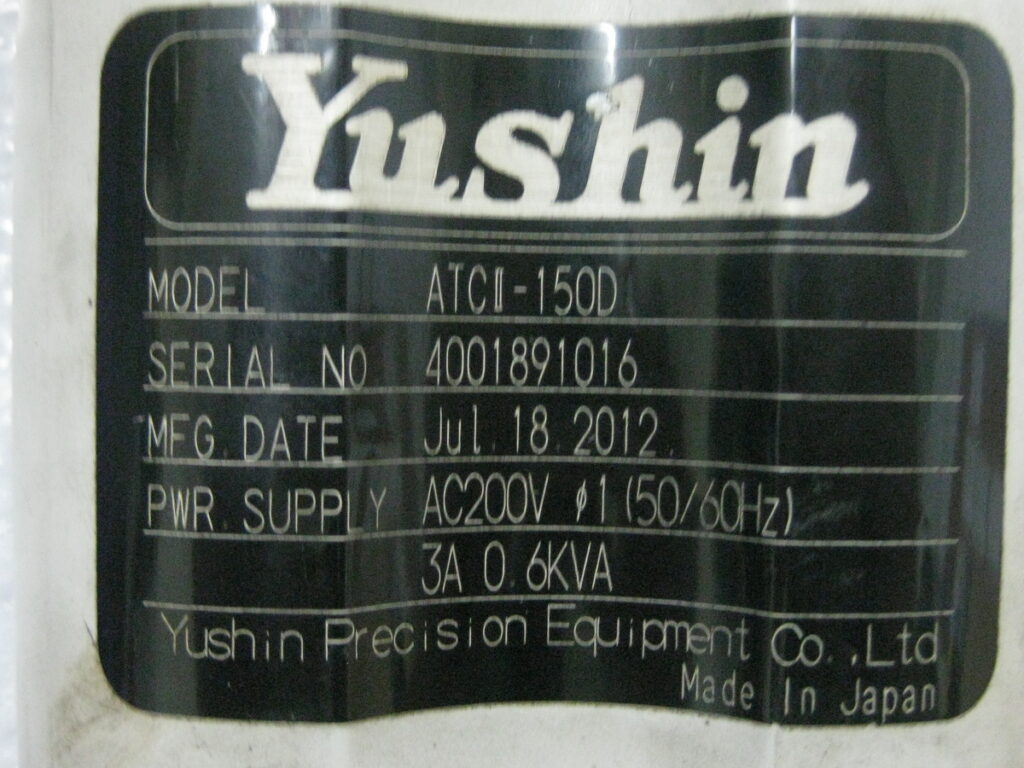 Yushin
MODEL ATCⅡ-150D
SERIAL NO 4001891016
MFG.DATE Jul.18.2012.
PWR.SUPPLY AC200V φ1(50/60Hz)
3A 0.6KVA
Yushin Precision Equipment Co.,Ltd
Made In Japan